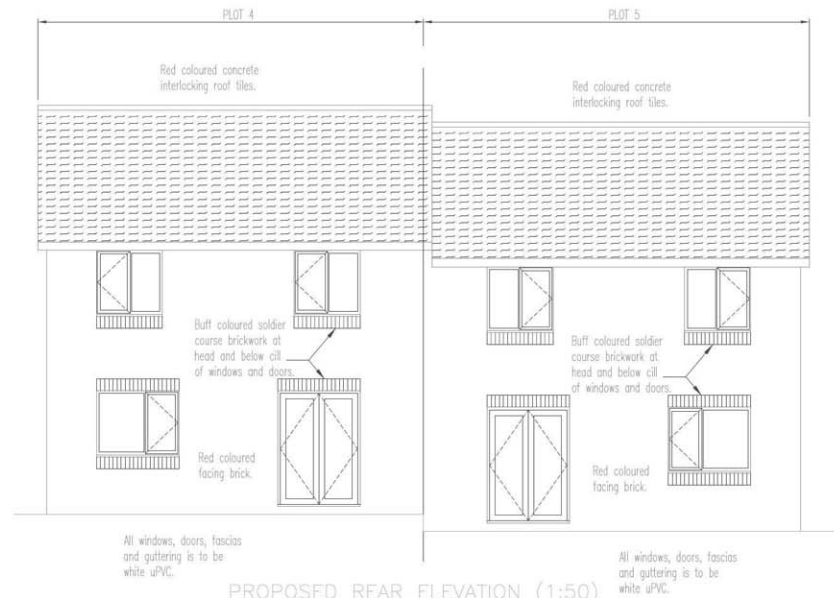 PLOT 4
PLOT 5
Red coloured concrete
interlocking roof tiles.
Red coloured concrete
interlocking roof tiles.
Buff coloured soldier
course brickwork at
head and below cill
of windows and doors.
Buff coloured soldier
course brickwork at
head and below cill
of windows and doors.
Red coloured
facing brick.
Red coloured
facing brick.
All windows, doors, fascias
and guttering is to be
white uPVC.
All windows, doors, fascias
and guttering is to be
white uPVC.
PROPOSED REAR ELEVATION (1:50)